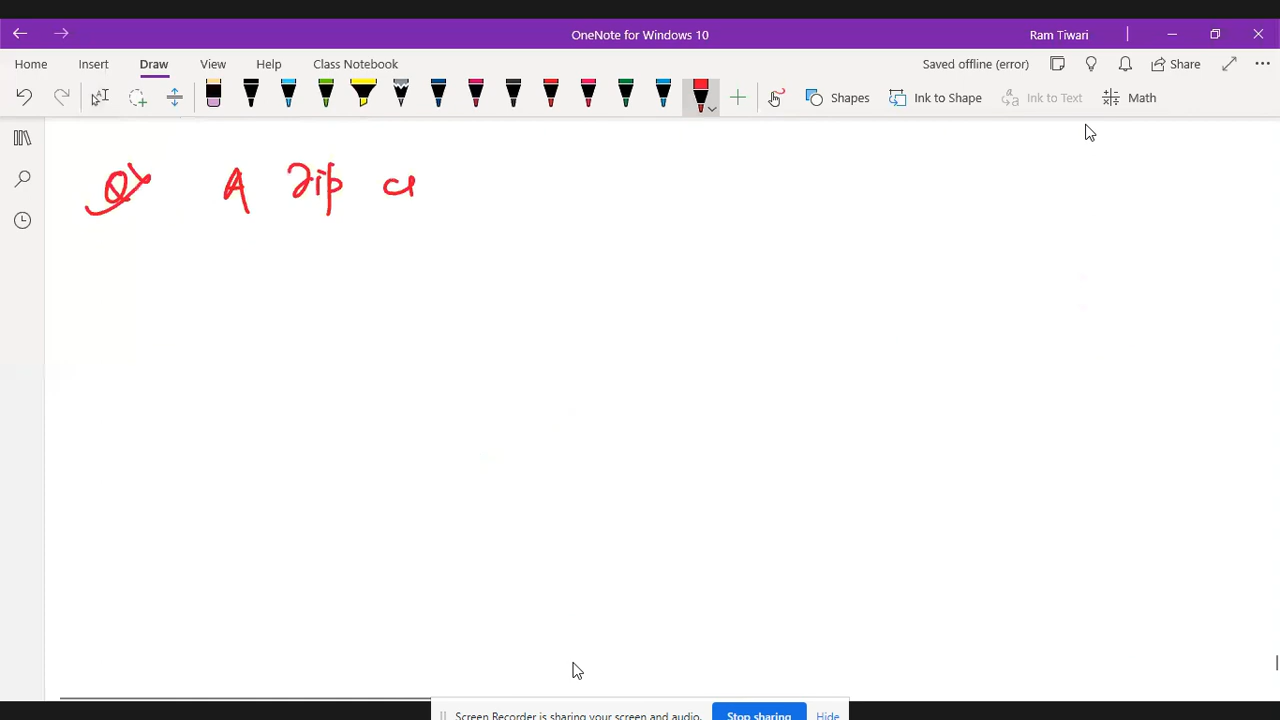 OneNote for Windows 10
Ram Tiwari
Home Insert Draw View Help Class Notebook
Saved offline (error) Share
Shapes Ink to Shape Ink to Text Math
Q) A zip
Screen Recorder is sharing your screen and audio. Stop sharing Hide